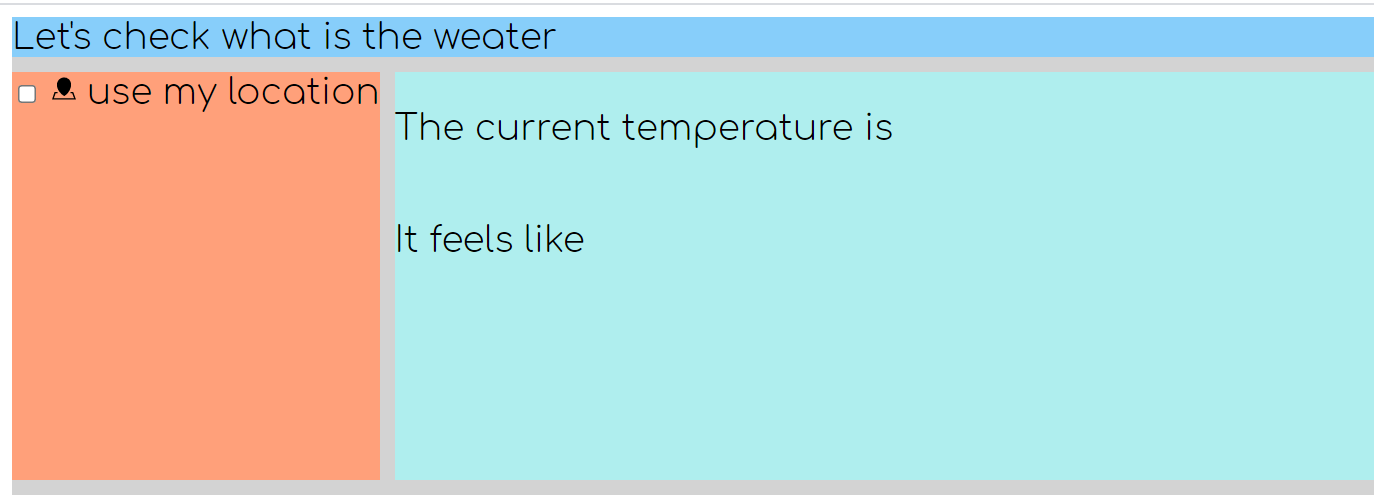 Let's check what is the weater
use my location
The current temperature is
It feels like